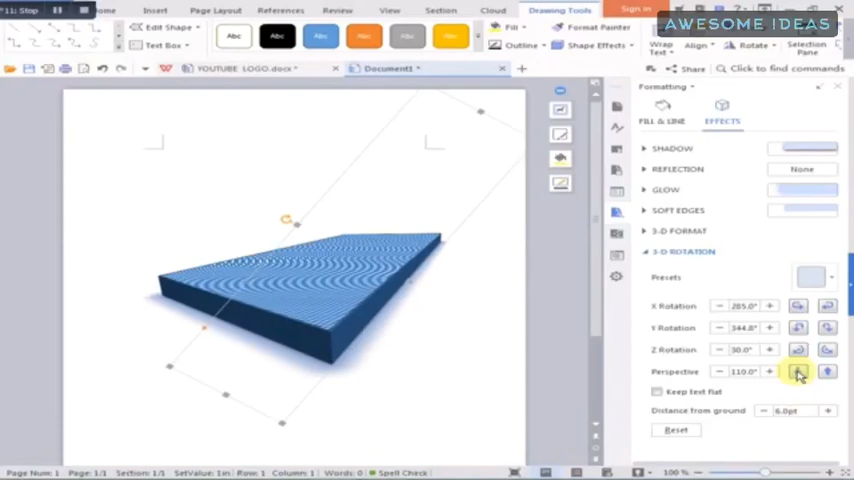 11: Stop
Page Layout
References
Review
View
Section
Cloud
Drawing Tools
Sign in
AWESOME IDEAS
Edit Shape
Text Box
Abc Abc Abc Abc Abc Abc
Fill
Format Painter
Outline
Shape Effects
Wrap Text
Align
Rotate
Selection Pane
YOUTUBE LOGO.docx *
Document1 *
Share
Click to find commands
Formatting
FILL & LINE
EFFECTS
SHADOW
REFLECTION
None
GLOW
SOFT EDGES
3-D FORMAT
3-D ROTATION
Presets
X Rotation 285.0°
Y Rotation 344.8°
Z Rotation 30.0°
Perspective 110.0°
Keep text flat
Distance from ground 6.0pt
Reset
Page Num: 1 Page: 1/1 Section: 1/1 SetValue: 1in Row: 1 Column: 1 Words: 0 Spell Check
100 %